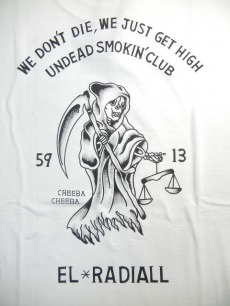 WE DON'T DIE, WE JUST GET HIGH
UNDEAD SMOKIN' CLUB
59 13
CHEEBA
CHEEBA
EL*RADIALL